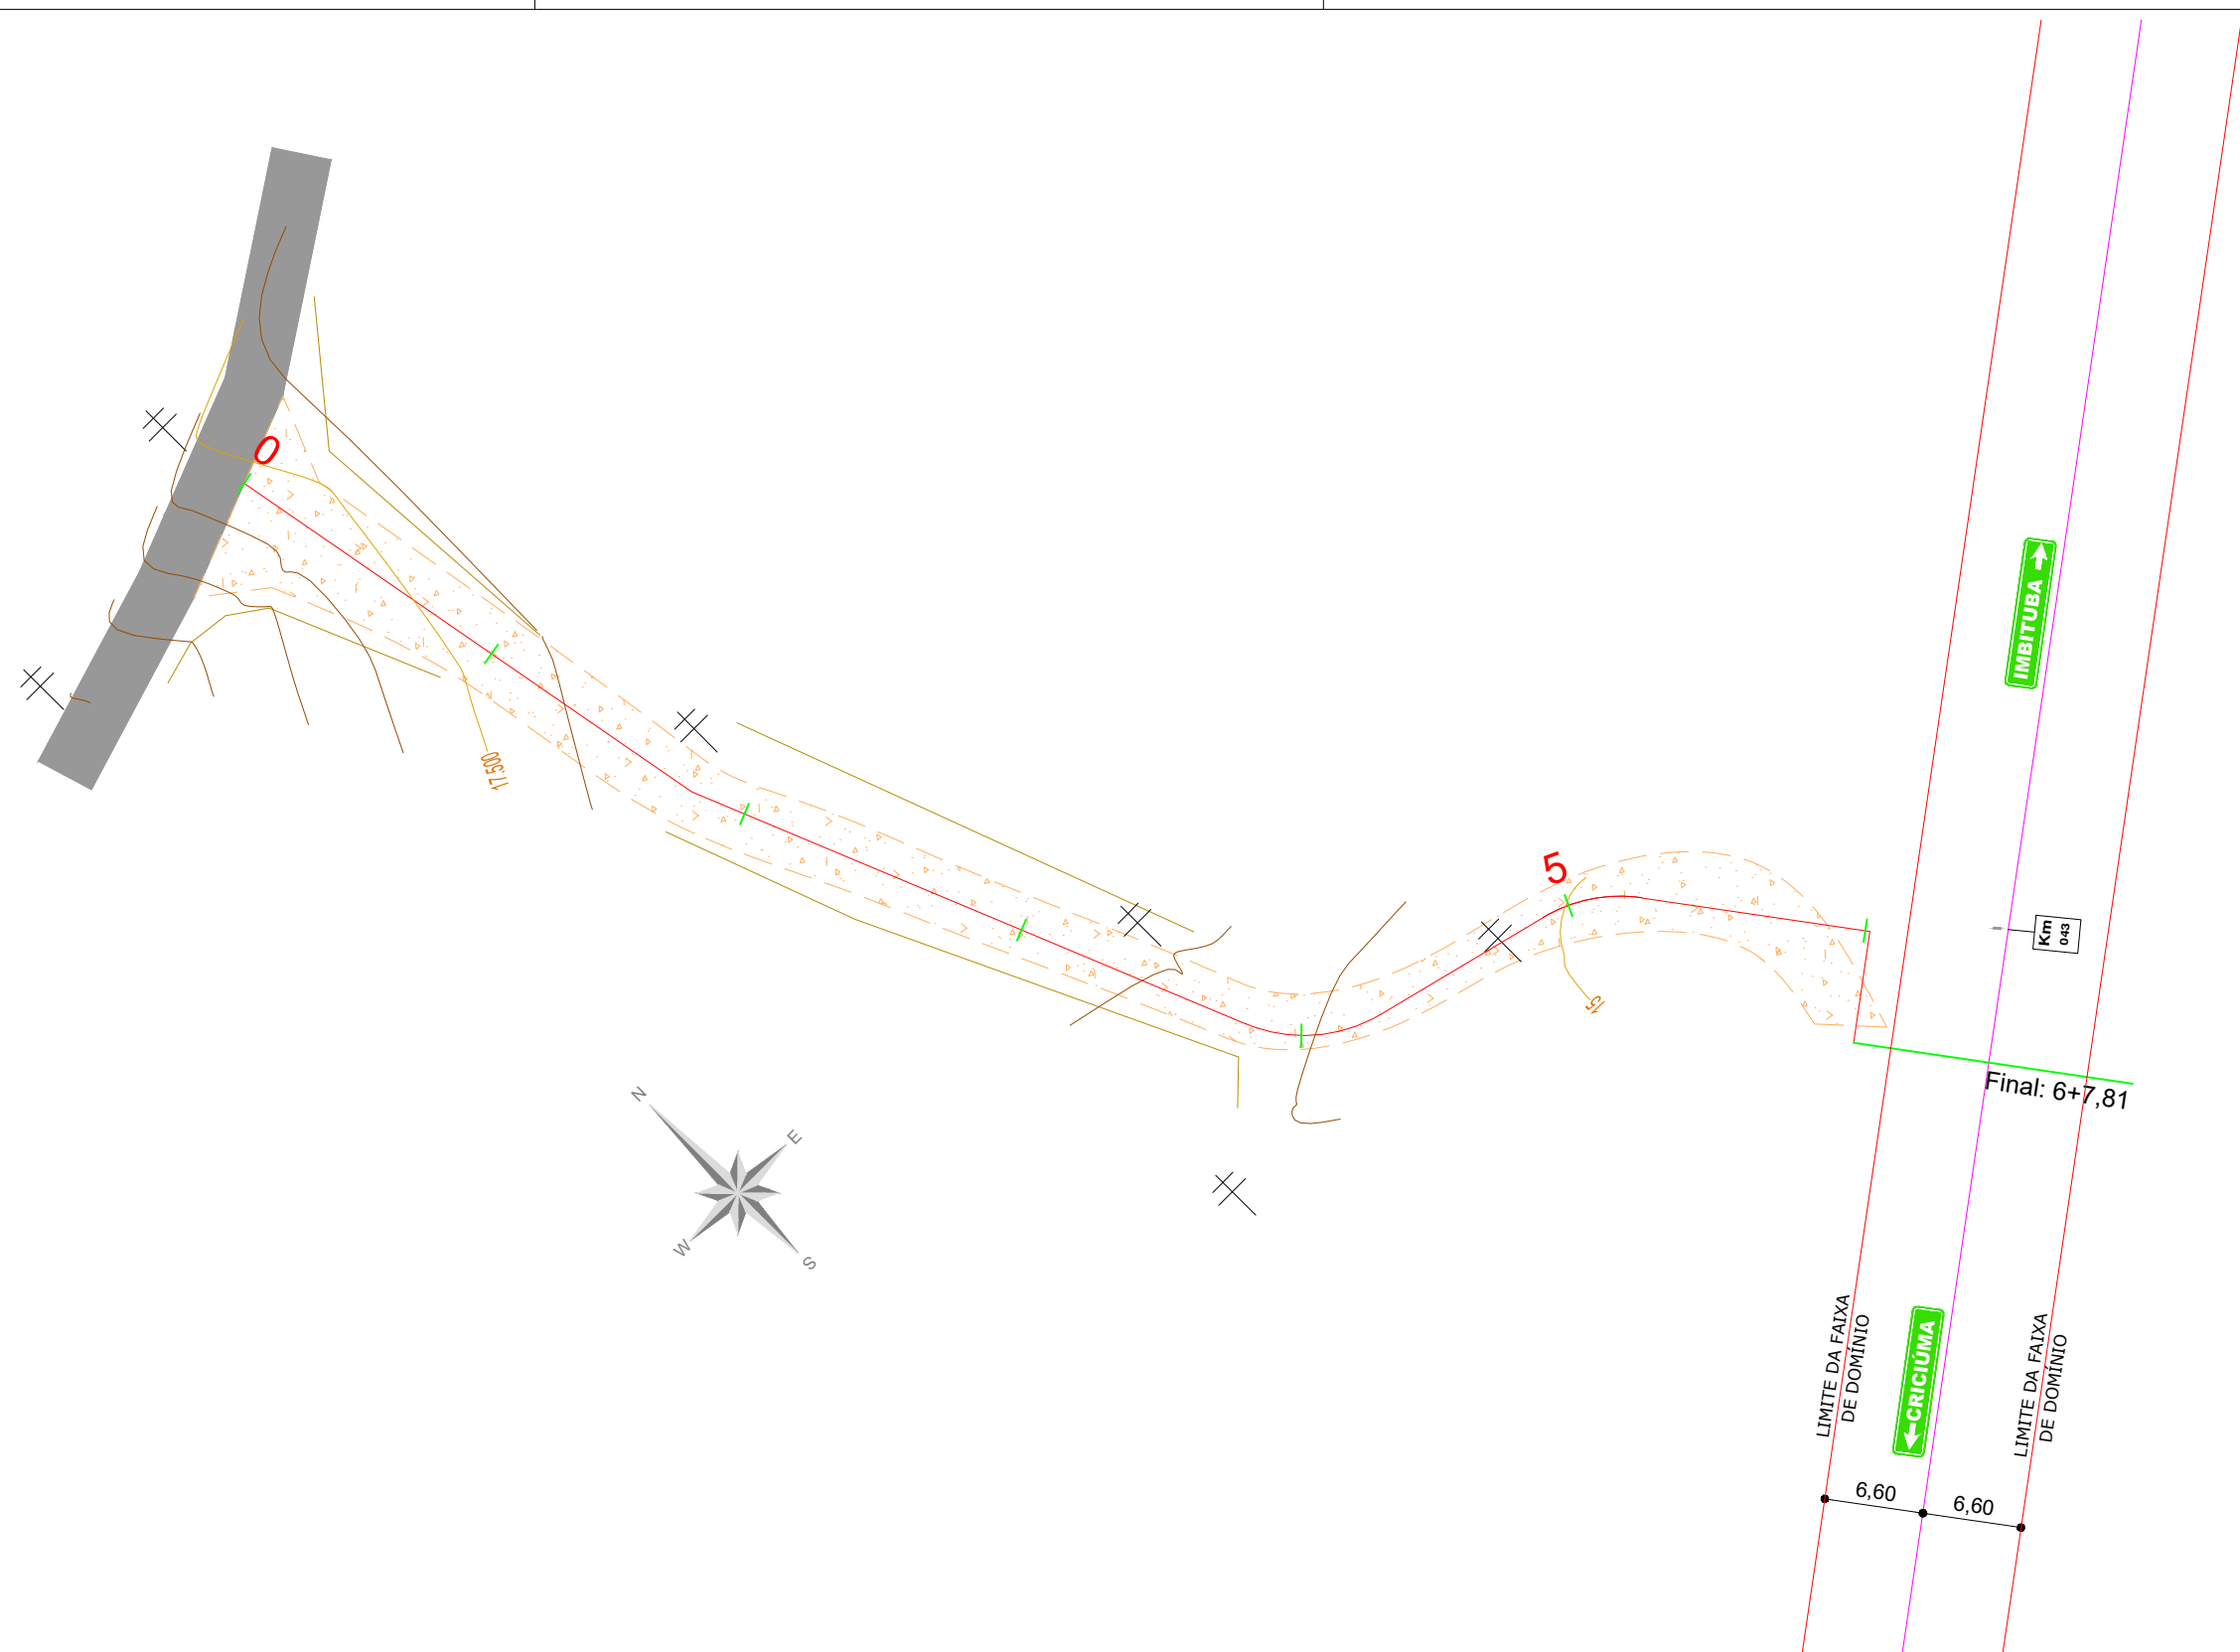 0
17.500
5
15
IMBITUBA
Km
043
Final: 6+7,81
N
E
W
S
LIMITE DA FAIXA
DE DOMÍNIO
CRICIÚMA
LIMITE DA FAIXA
DE DOMÍNIO
6,60
6,60